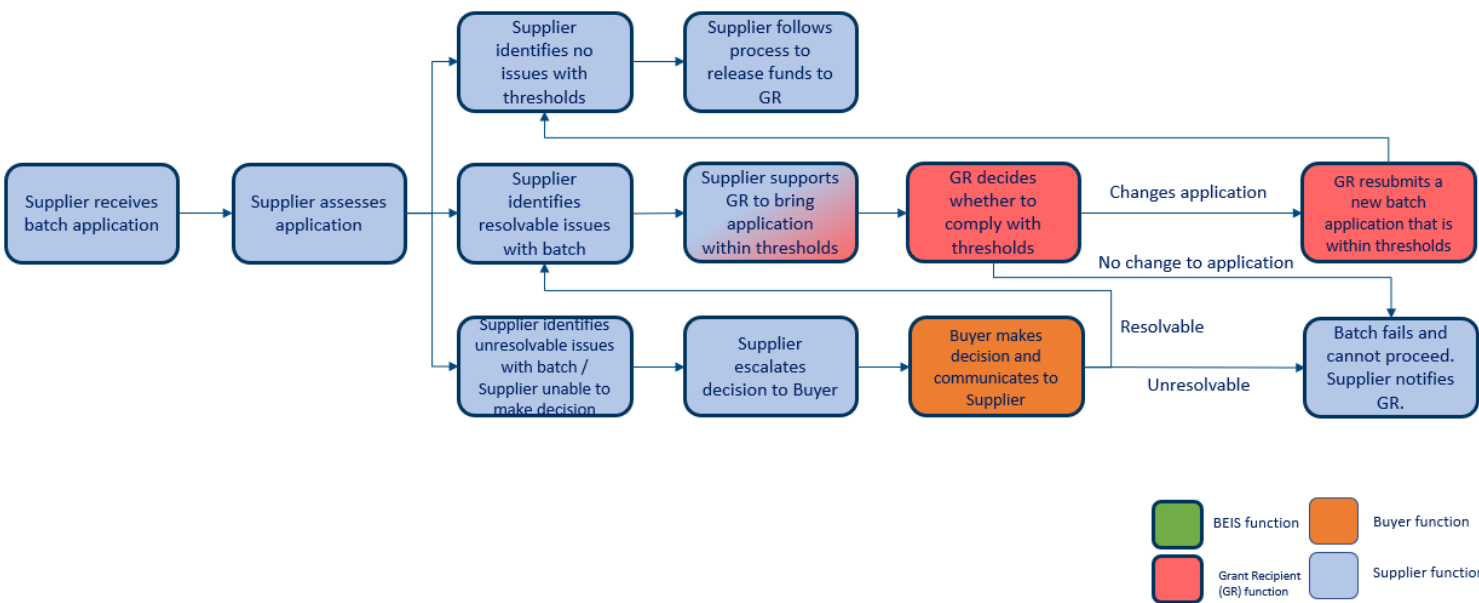 Supplier
identifies no
issues with
thresholds
Supplier follows
process to
release funds to
GR
Supplier receives
batch application
Supplier assesses
application
Supplier
identifies
resolvable issues
with batch
Supplier supports
GR to bring
application
within thresholds
GR decides
whether to
comply with
thresholds
Changes application
GR resubmits a
new batch
application that is
within thresholds
No change to application
Supplier identifies
unresolvable issues
with batch /
Supplier unable to
make decision
Supplier
escalates
decision to Buyer
Buyer makes
decision and
communicates to
Supplier
Resolvable
Unresolvable
Batch fails and
cannot proceed.
Supplier notifies
GR.
BEIS function
Buyer function
Grant Recipient
(GR) function
Supplier function